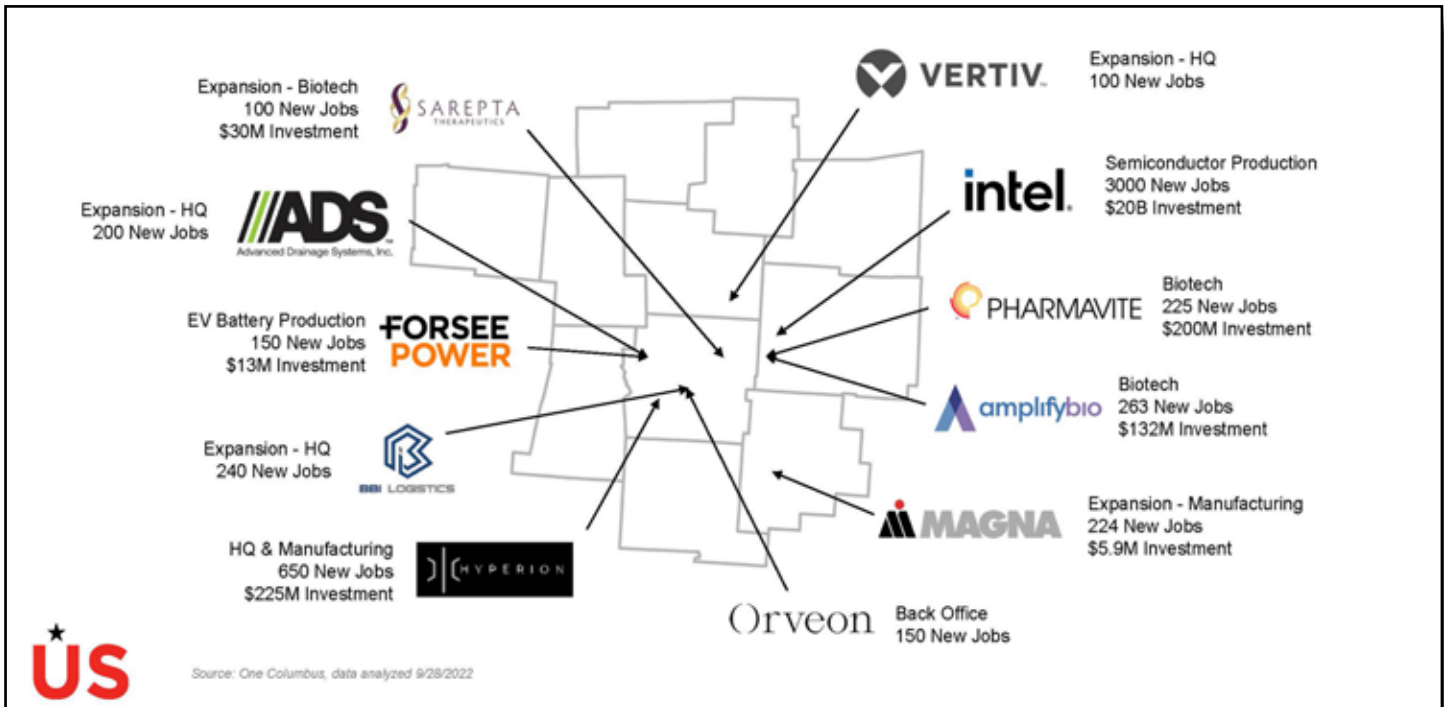 Expansion - Biotech
100 New Jobs
$30M Investment
SAREPTA
THERAPEUTICS
VERTIV™
Expansion - HQ
100 New Jobs
Expansion - HQ
200 New Jobs
ADS™
Advanced Drainage Systems, Inc.
intel.
Semiconductor Production
3000 New Jobs
$20B Investment
EV Battery Production
150 New Jobs
$13M Investment
FORSEE
POWER
PHARMAVITE
Biotech
225 New Jobs
$200M Investment
amplifybio
Biotech
263 New Jobs
$132M Investment
Expansion - HQ
240 New Jobs
BBI LOGISTICS
MAGNA
Expansion - Manufacturing
224 New Jobs
$5.9M Investment
HQ & Manufacturing
650 New Jobs
$225M Investment
HYPERION
Orveon
Back Office
150 New Jobs
US
Source: One Columbus, data analyzed 9/28/2022